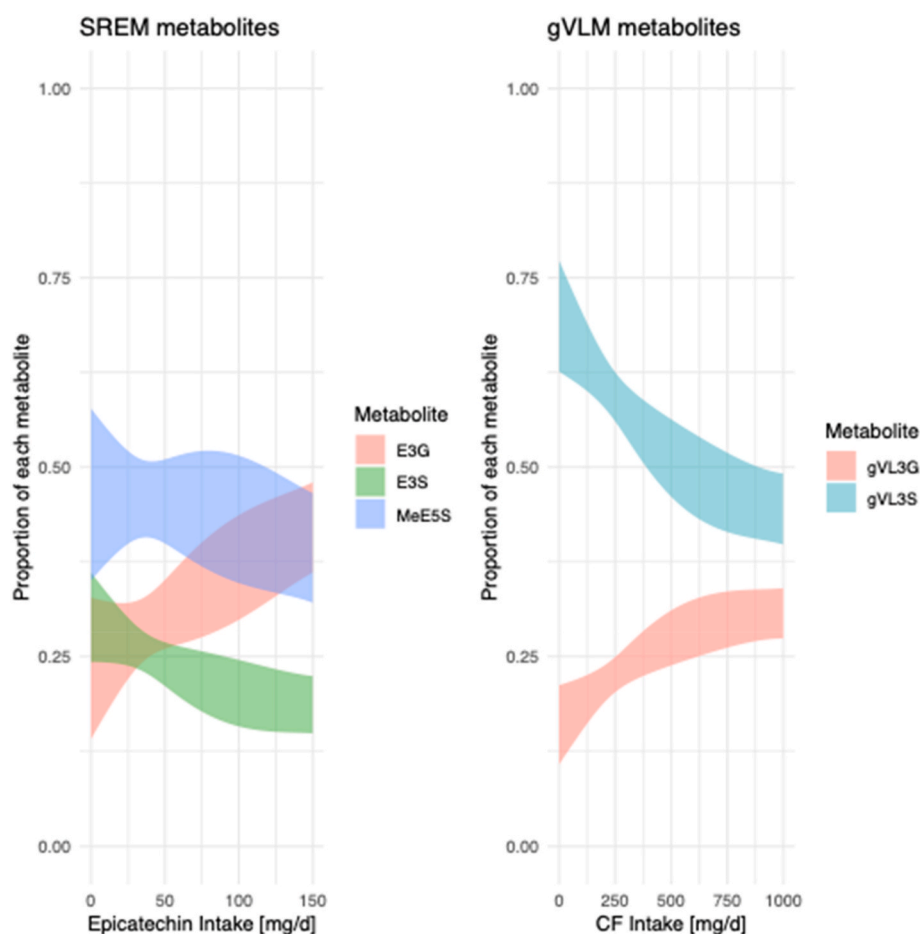 SREM metabolites
Proportion of each metabolite
1.00
0.75
0.50
0.25
0.00
0 50 100 150
Epicatechin Intake [mg/d]
Metabolite
E3G
E3S
MeE5S
gVLM metabolites
Proportion of each metabolite
1.00
0.75
0.50
0.25
0.00
0 250 500 750 1000
CF Intake [mg/d]
Metabolite
gVL3G
gVL3S